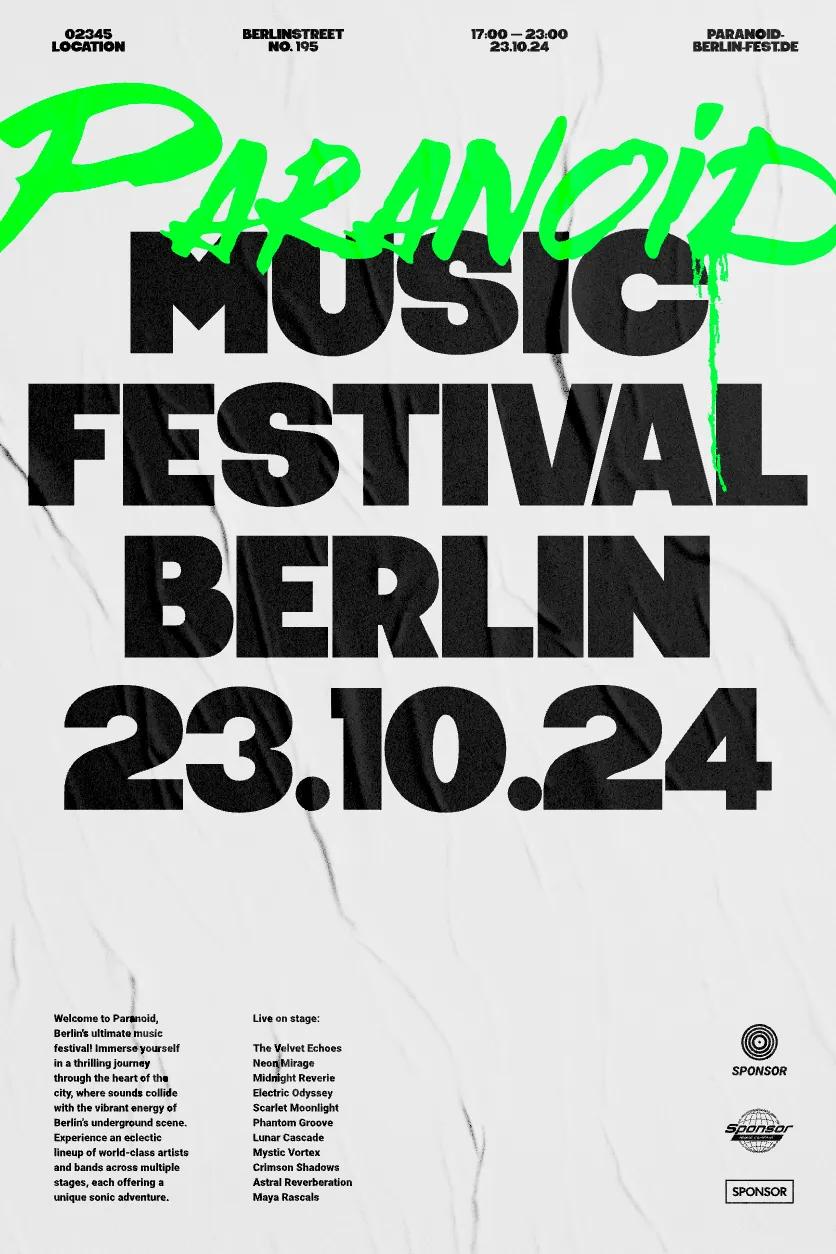 02345
LOCATION
BERLINSTREET
NO. 195
17:00 — 23:00
23.10.24
PARANOID-
BERLIN-FEST.DE
PARANOiD
MUSIC
FESTIVAL
BERLIN
23.10.24
Welcome to Paranoid,
Berlin's ultimate music
festival! Immerse yourself
in a thrilling journey
through the heart of the
city, where sounds collide
with the vibrant energy of
Berlin's underground scene.
Experience an eclectic
lineup of world-class artists
and bands across multiple
stages, each offering a
unique sonic adventure.
Live on stage:
The Velvet Echoes
Neon Mirage
Midnight Reverie
Electric Odyssey
Scarlet Moonlight
Phantom Groove
Lunar Cascade
Mystic Vortex
Crimson Shadows
Astral Reverberation
Maya Rascals
SPONSOR
Sponsor
SPONSOR